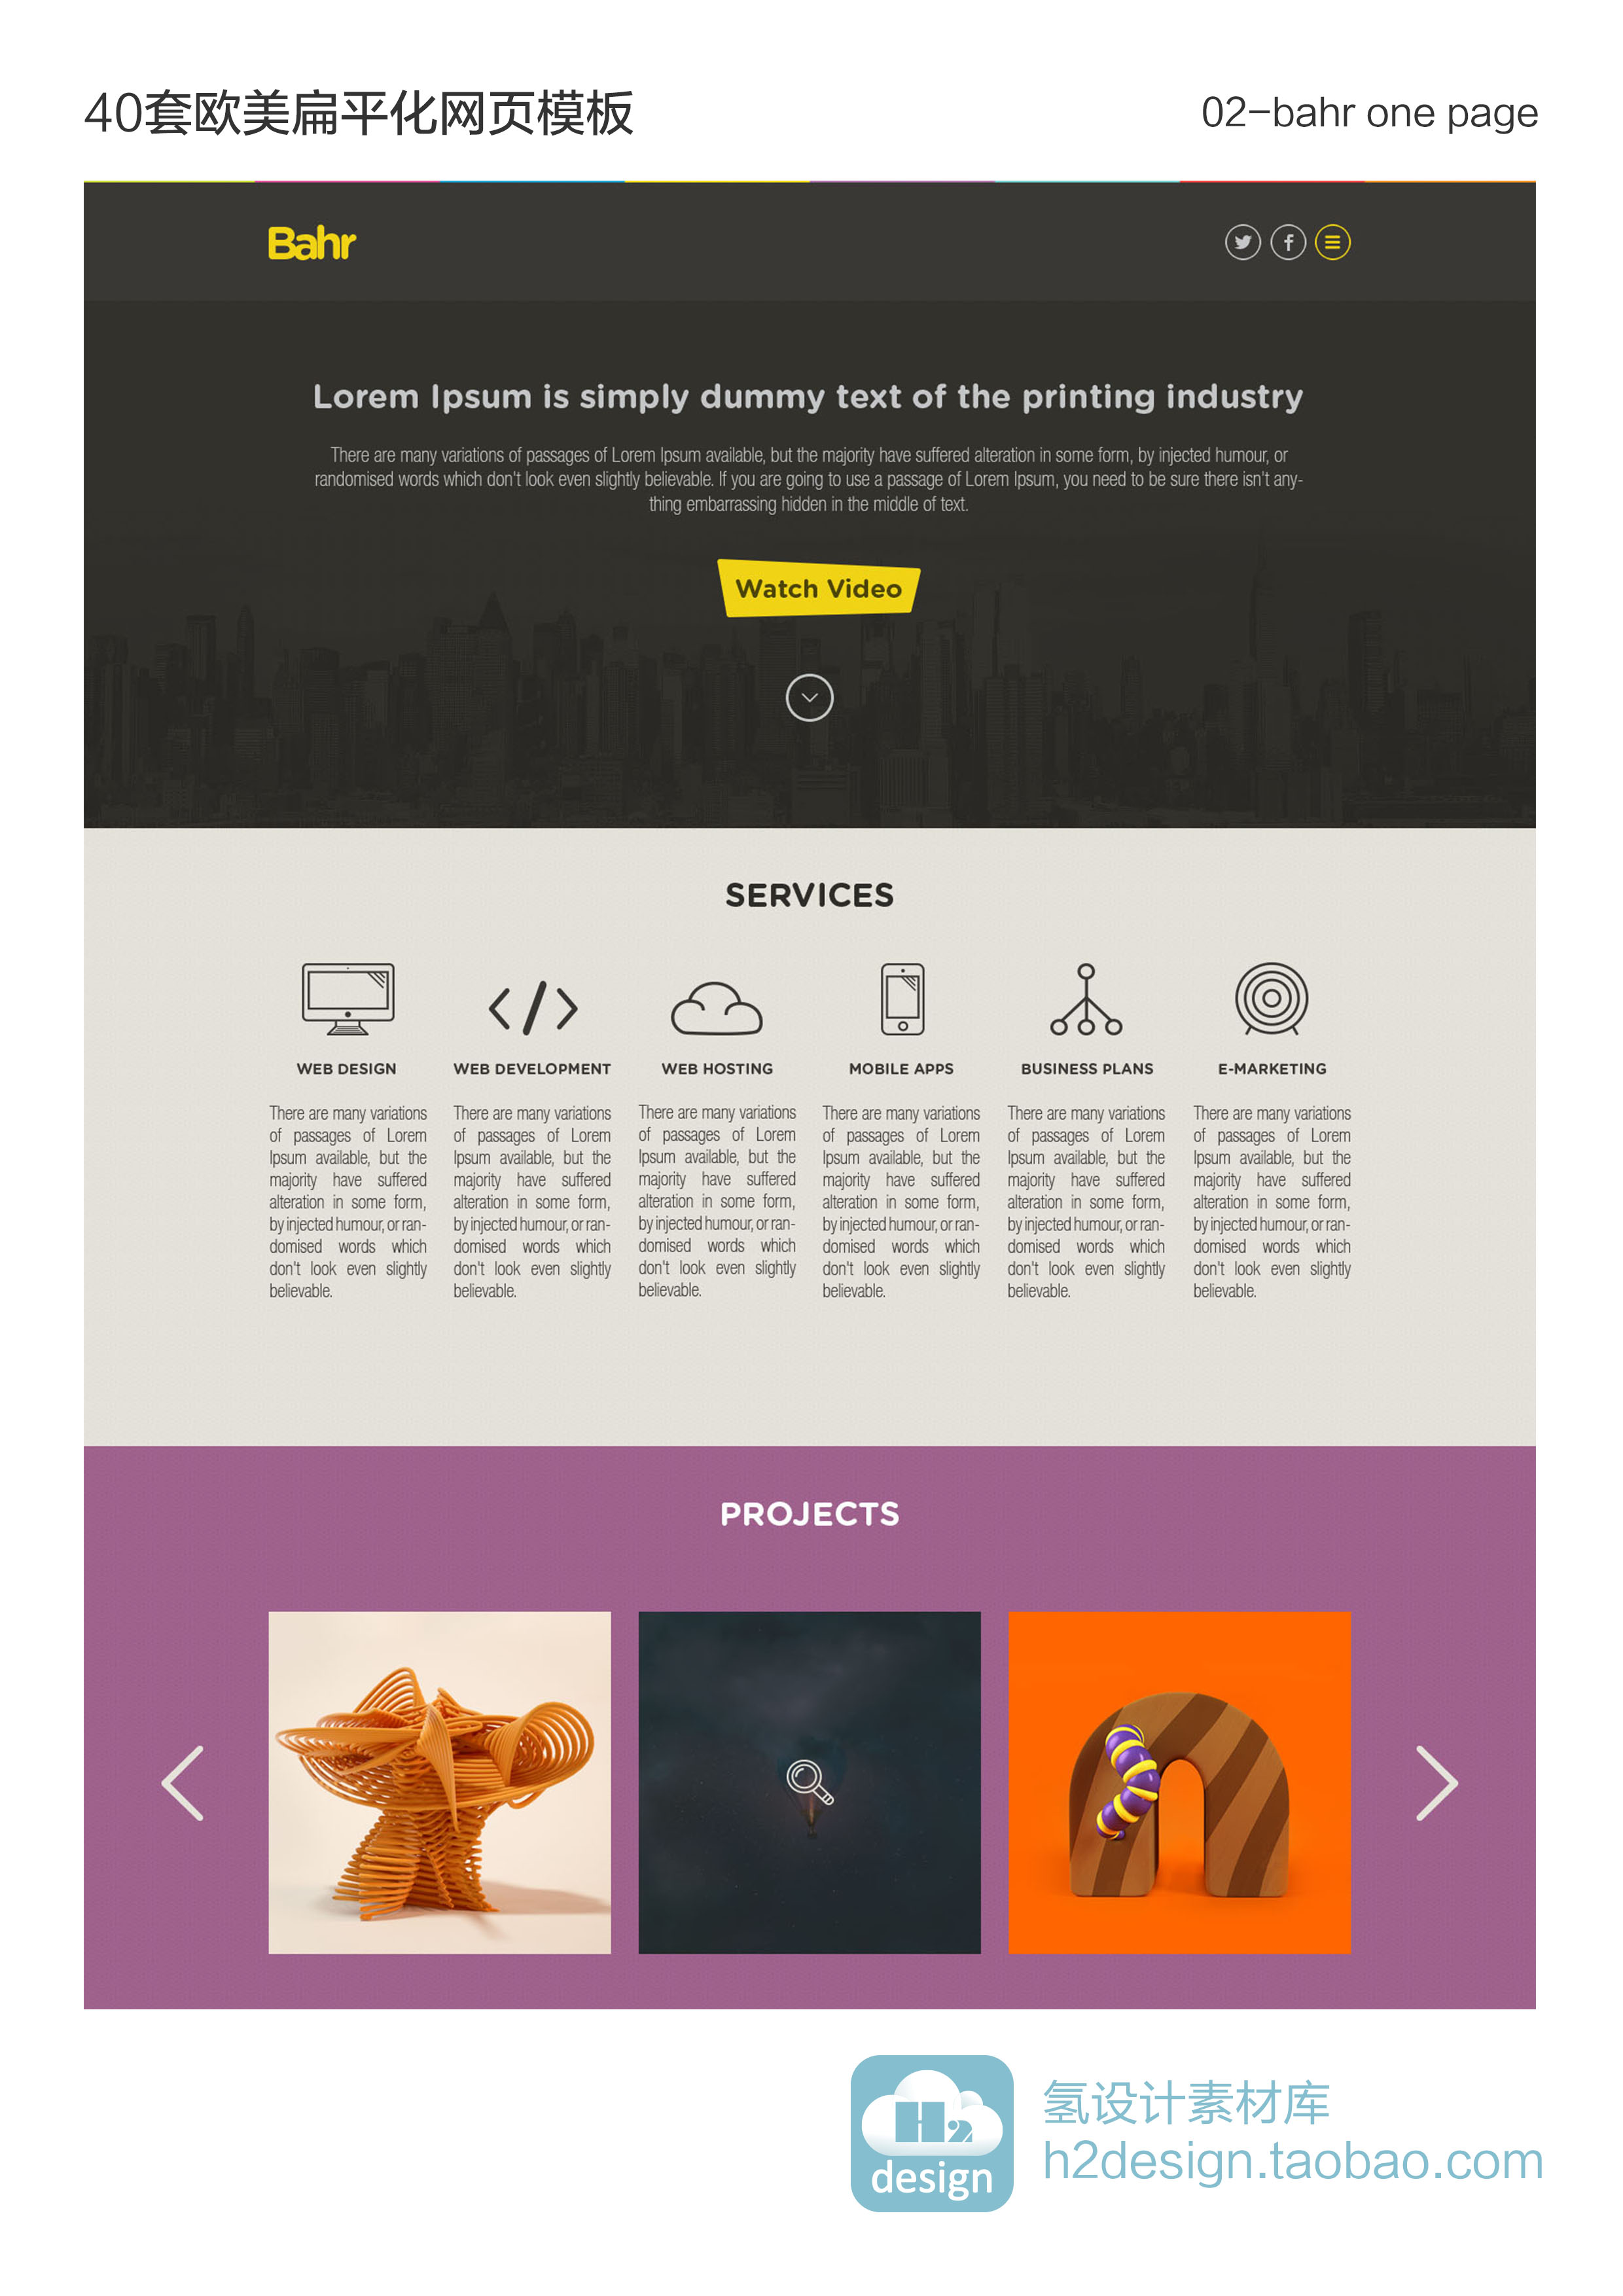 40套欧美扁平化网页模板
02-bahr one page
Bahr
Lorem Ipsum is simply dummy text of the printing industry
There are many variations of passages of Lorem Ipsum available, but the majority have suffered alteration in some form, by injected humour, or
randomised words which don't look even slightly believable. If you are going to use a passage of Lorem Ipsum, you need to be sure there isn't any-
thing embarrassing hidden in the middle of text.
Watch Video
SERVICES
WEB DESIGN
There are many variations
of passages of Lorem
Ipsum available, but the
majority have suffered
alteration in some form,
by injected humour, or ran-
domised words which
don't look even slightly
believable.
WEB DEVELOPMENT
There are many variations
of passages of Lorem
Ipsum available, but the
majority have suffered
alteration in some form,
by injected humour, or ran-
domised words which
don't look even slightly
believable.
WEB HOSTING
There are many variations
of passages of Lorem
Ipsum available, but the
majority have suffered
alteration in some form,
by injected humour, or ran-
domised words which
don't look even slightly
believable.
MOBILE APPS
There are many variations
of passages of Lorem
Ipsum available, but the
majority have suffered
alteration in some form,
by injected humour, or ran-
domised words which
don't look even slightly
believable.
BUSINESS PLANS
There are many variations
of passages of Lorem
Ipsum available, but the
majority have suffered
alteration in some form,
by injected humour, or ran-
domised words which
don't look even slightly
believable.
E-MARKETING
There are many variations
of passages of Lorem
Ipsum available, but the
majority have suffered
alteration in some form,
by injected humour, or ran-
domised words which
don't look even slightly
believable.
PROJECTS
H2
design
氢设计素材库
h2design.taobao.com